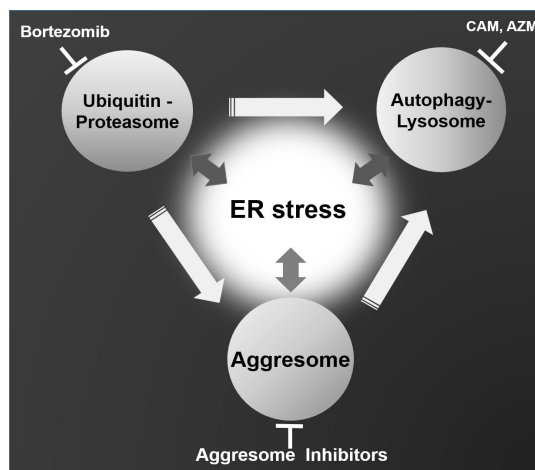 Bortezomib
CAM, AZM
Ubiquitin -
Proteasome
Autophagy-
Lysosome
ER stress
Aggresome
Aggresome Inhibitors